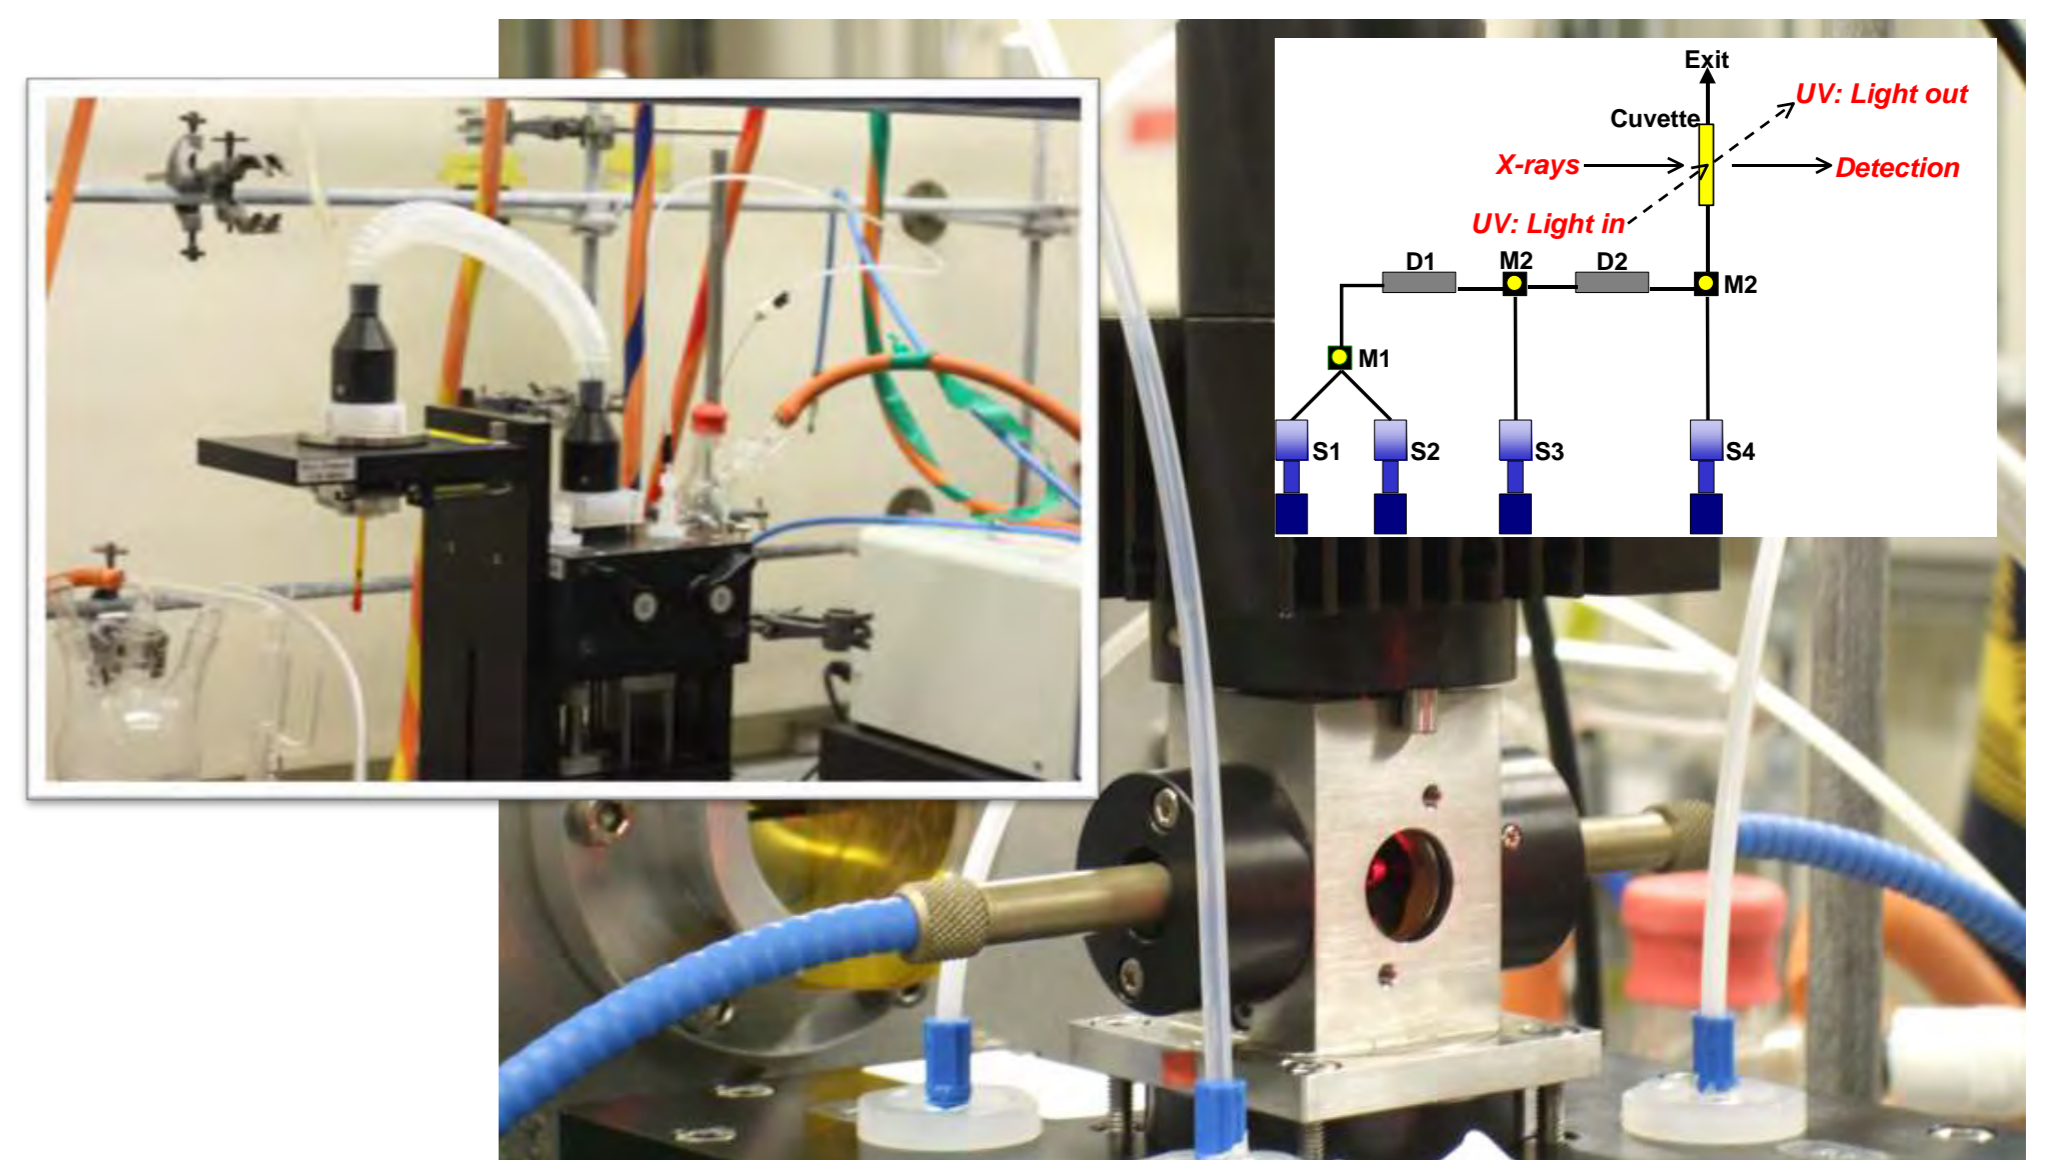 Exit
UV: Light out
Cuvette
X-rays
Detection
UV: Light in
D1
M2
D2
M2
M1
S1
S2
S3
S4